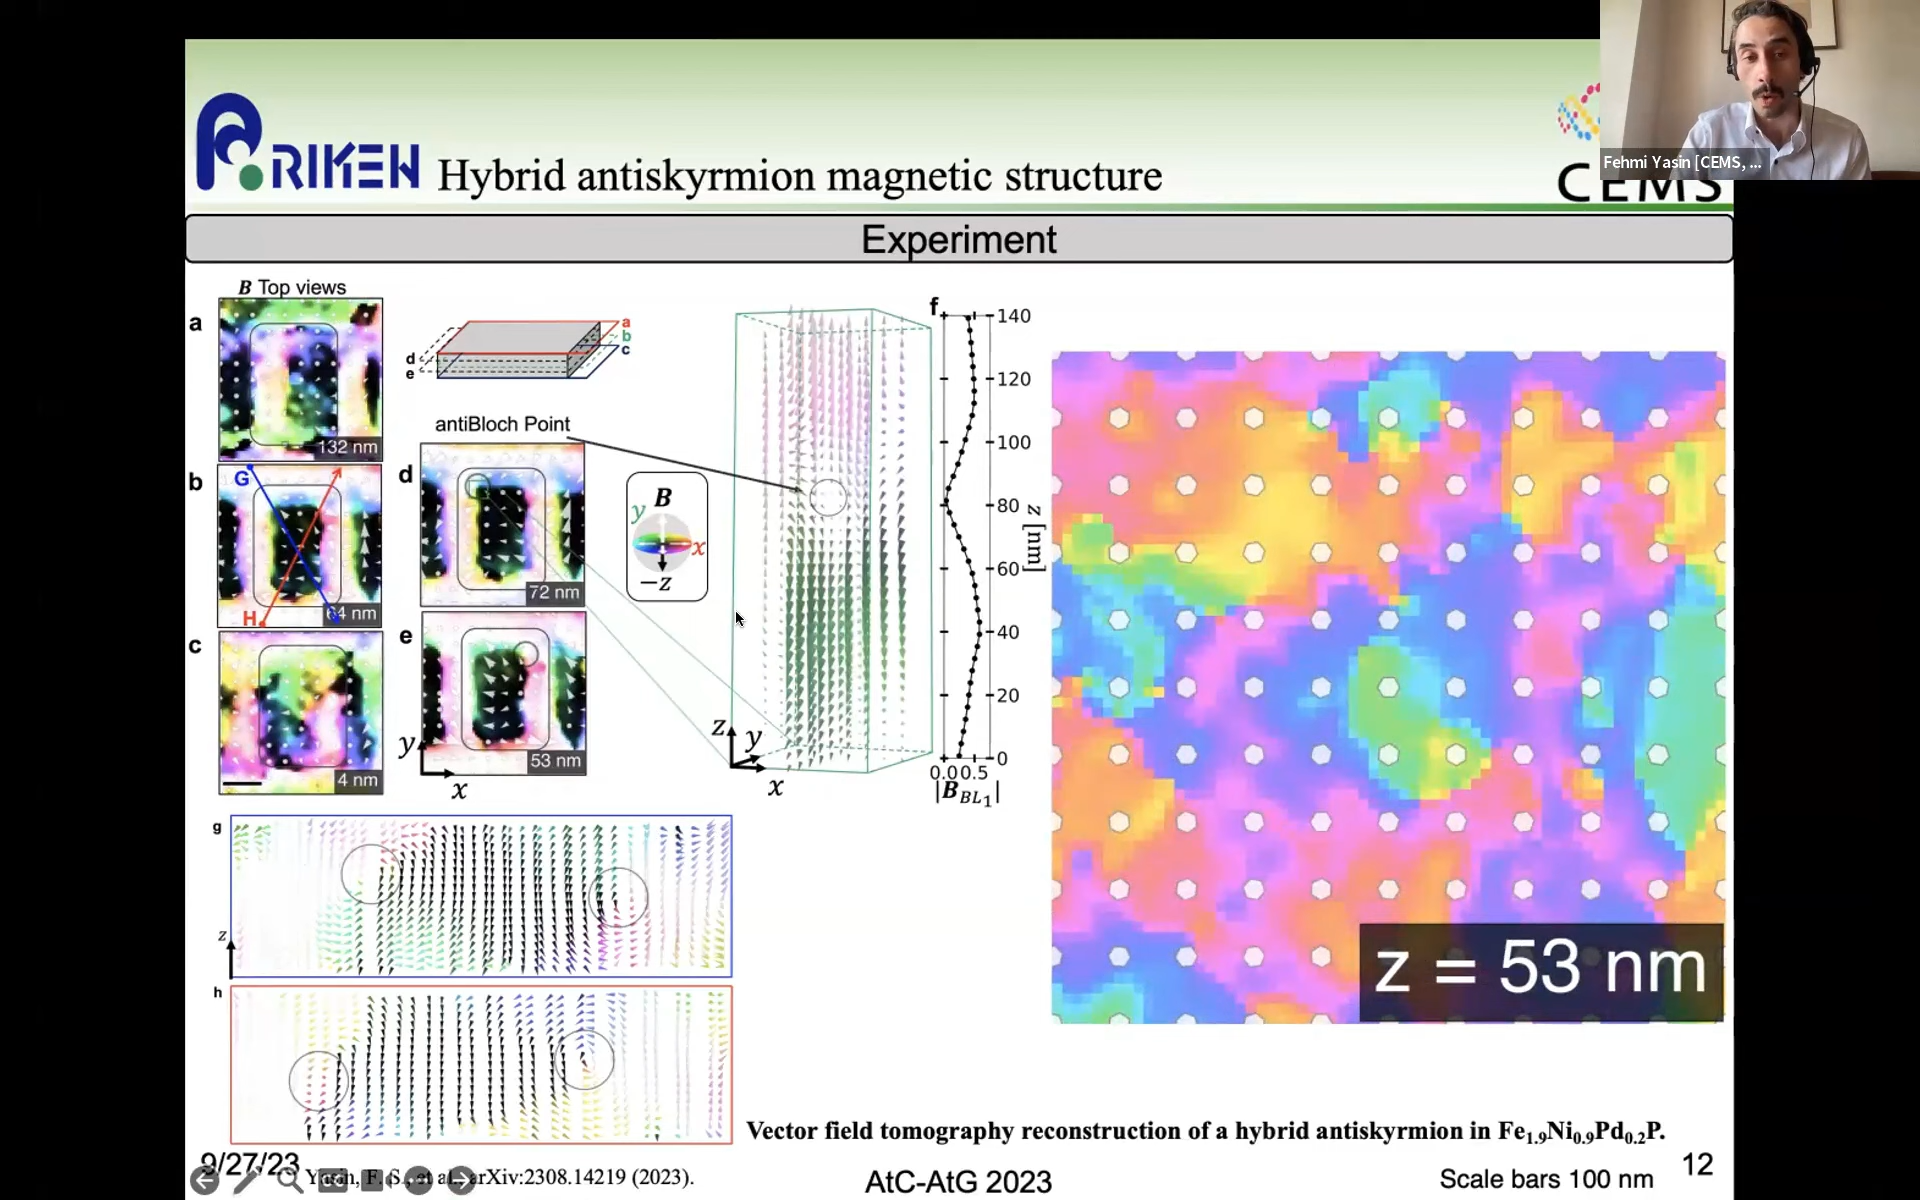 RIKEN
Hybrid antiskyrmion magnetic structure
CEMS
Fehmi Yasin [CEMS, ...
Experiment
B Top views
a
132 nm
b
G
H
64 nm
c
4 nm
a
b
c
d
e
antiBloch Point
d
72 nm
e
53 nm
y
x
B
y
x
−z
z
y
x
f
140
120
100
80
60
40
20
0
z [nm]
0.0 0.5
|B_BL1|
g
z
h
z = 53 nm
Vector field tomography reconstruction of a hybrid antiskyrmion in Fe1.9Ni0.9Pd0.2P.
9/27/23
Yasin, F. S., et al., arXiv:2308.14219 (2023).
AtC-AtG 2023
Scale bars 100 nm
12